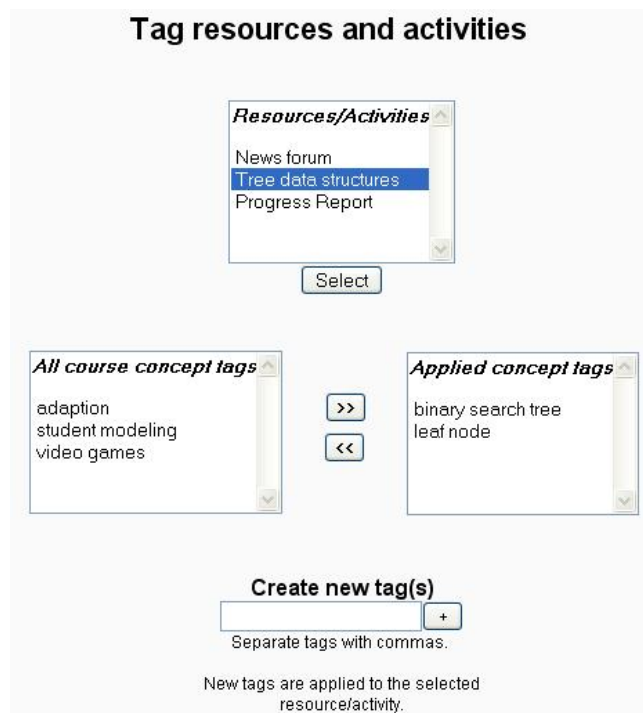 Tag resources and activities
Resources/Activities
News forum
Tree data structures
Progress Report
Select
All course concept tags
adaption
student modeling
video games
>>
<<
Applied concept tags
binary search tree
leaf node
Create new tag(s)
+
Separate tags with commas.
New tags are applied to the selected
resource/activity.